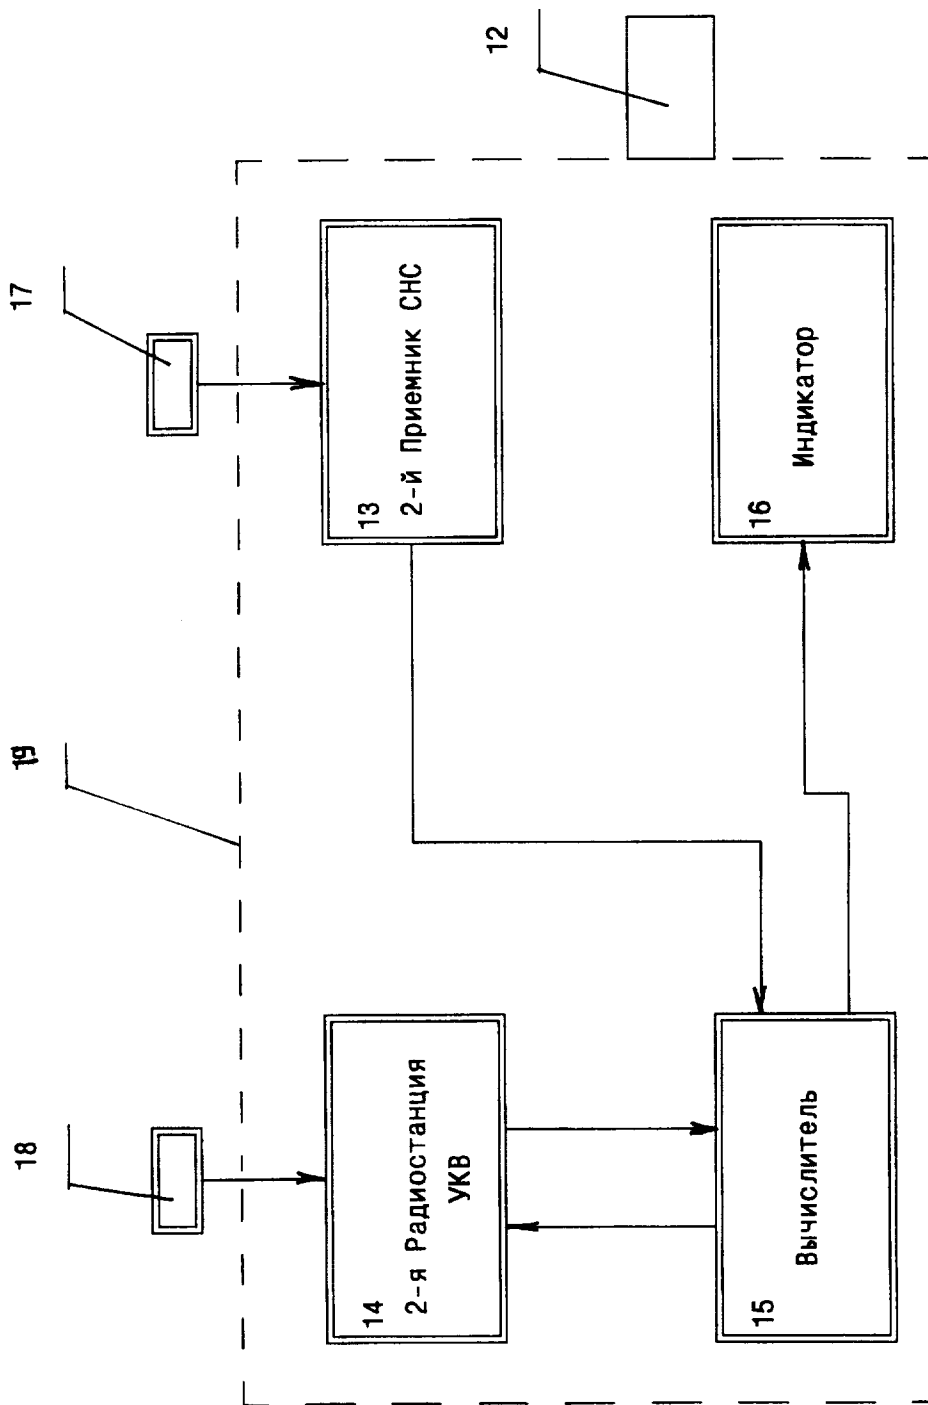 18
19
17
12
14
2-я Радиостанция
УКВ
13
2-й Приемник СНС
15
Вычислитель
16
Индикатор